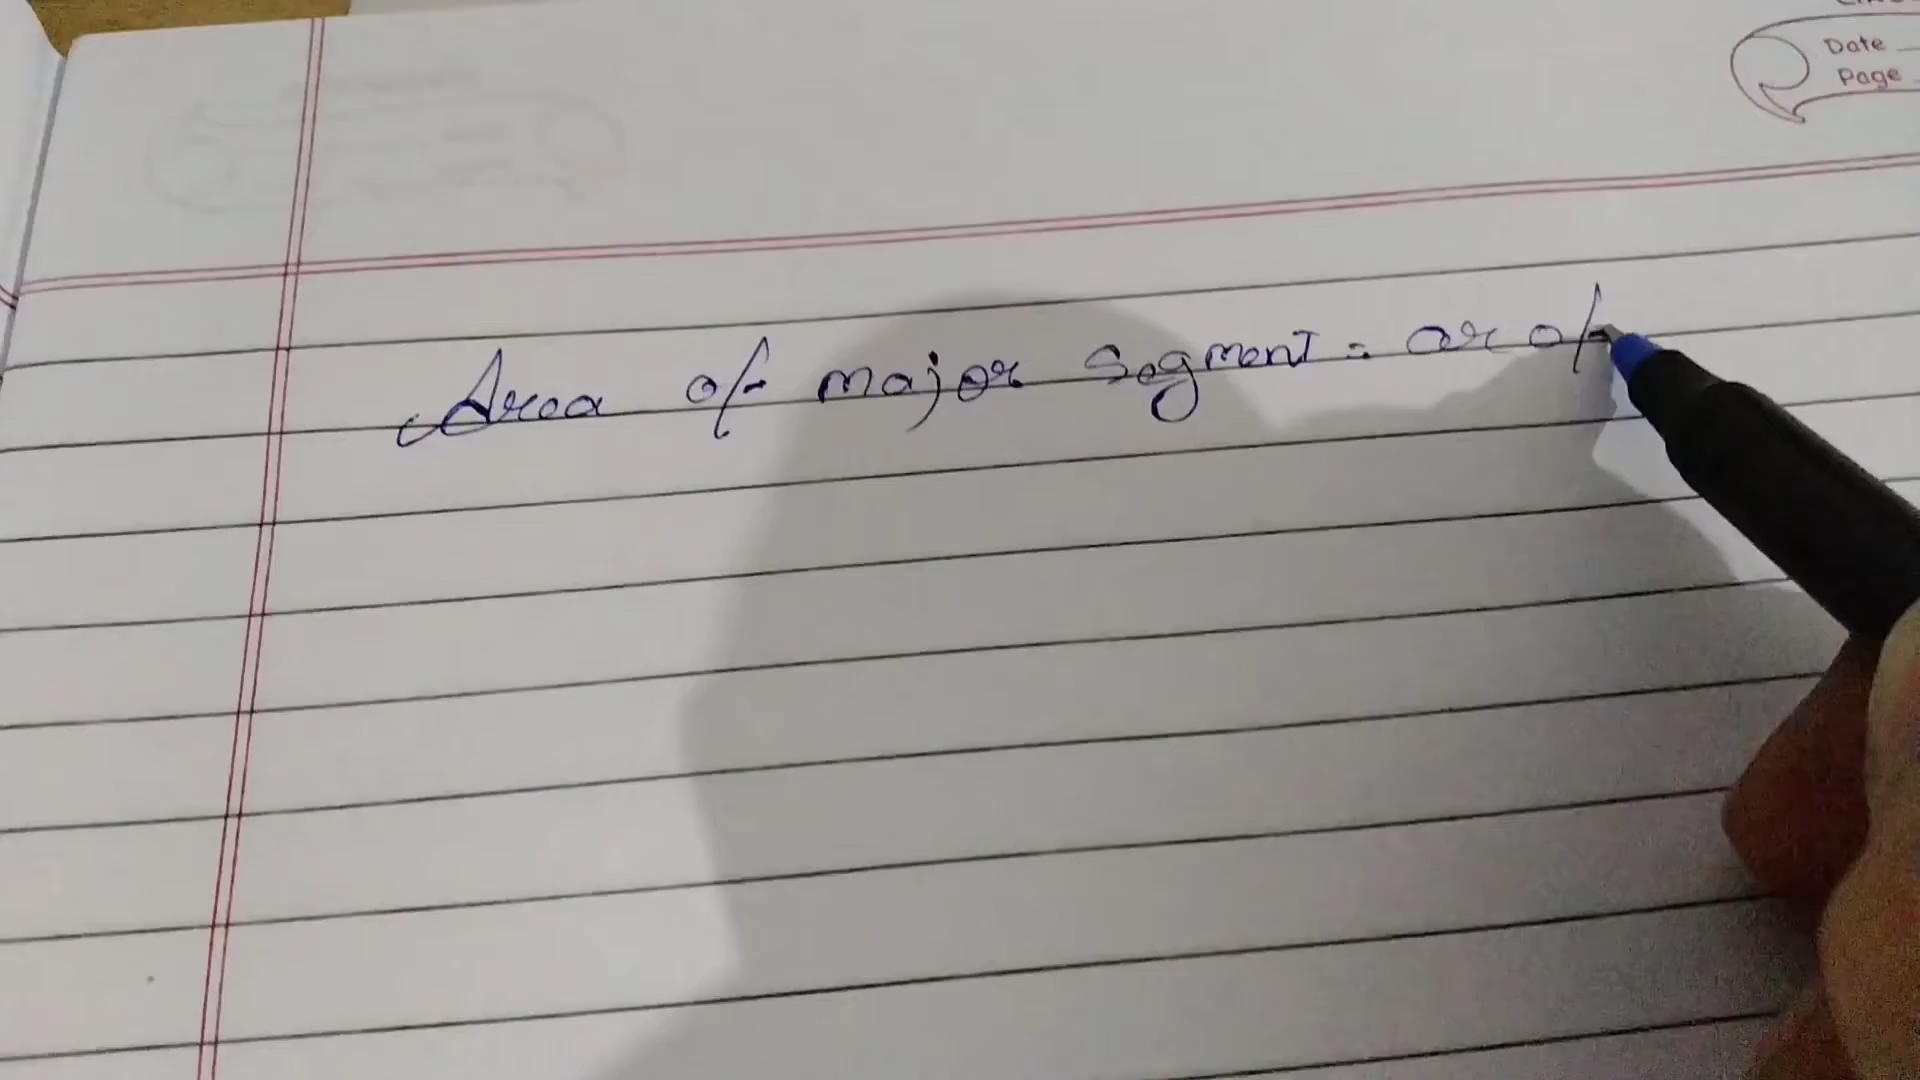 Date
Page
Area of major segment = ar of